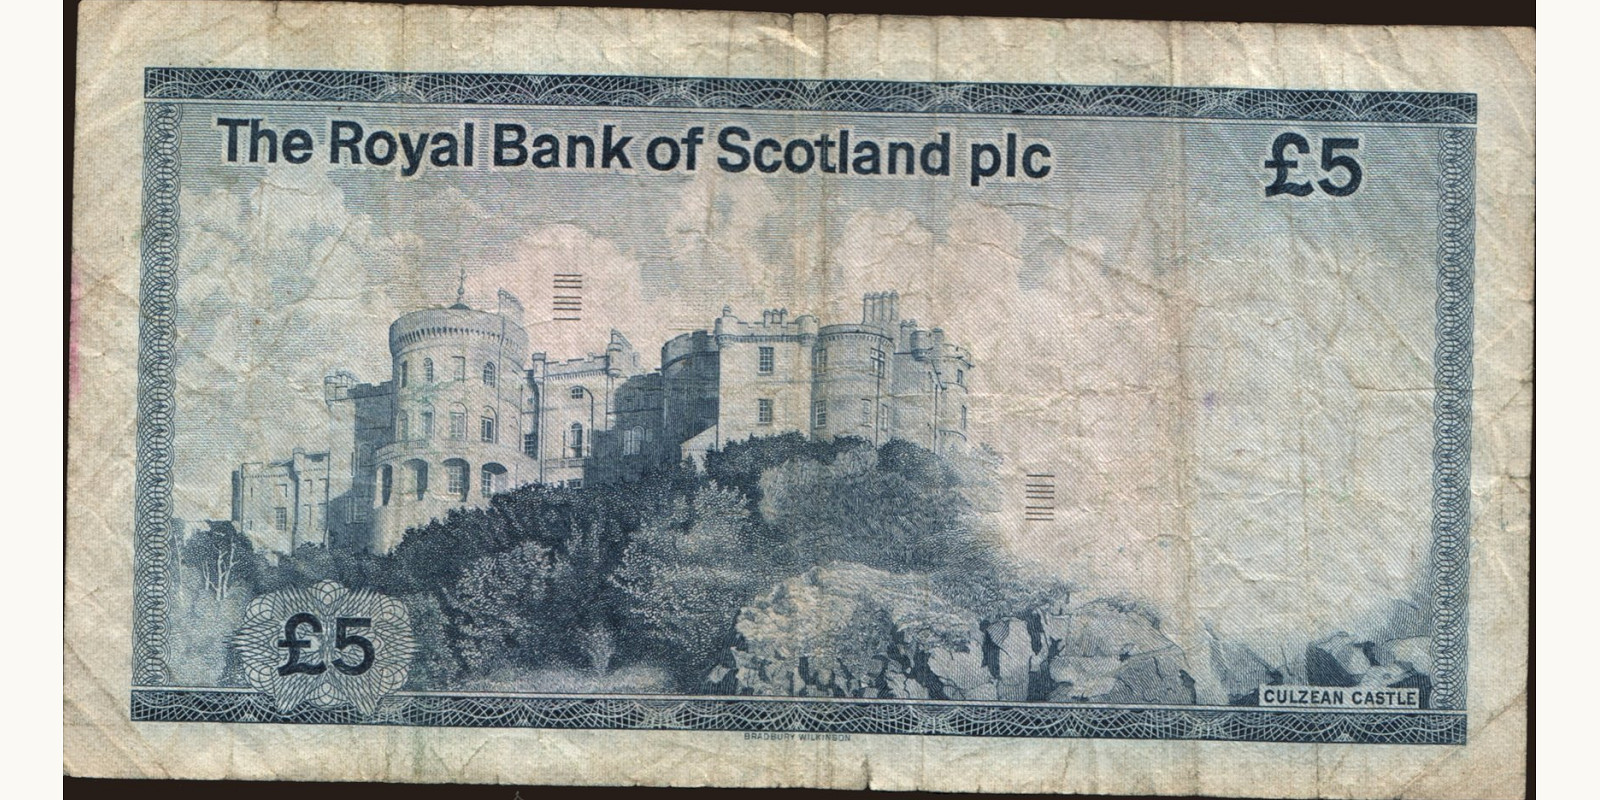 The Royal Bank of Scotland plc
£5
£5
CULZEAN CASTLE
BRADBURY WILKINSON